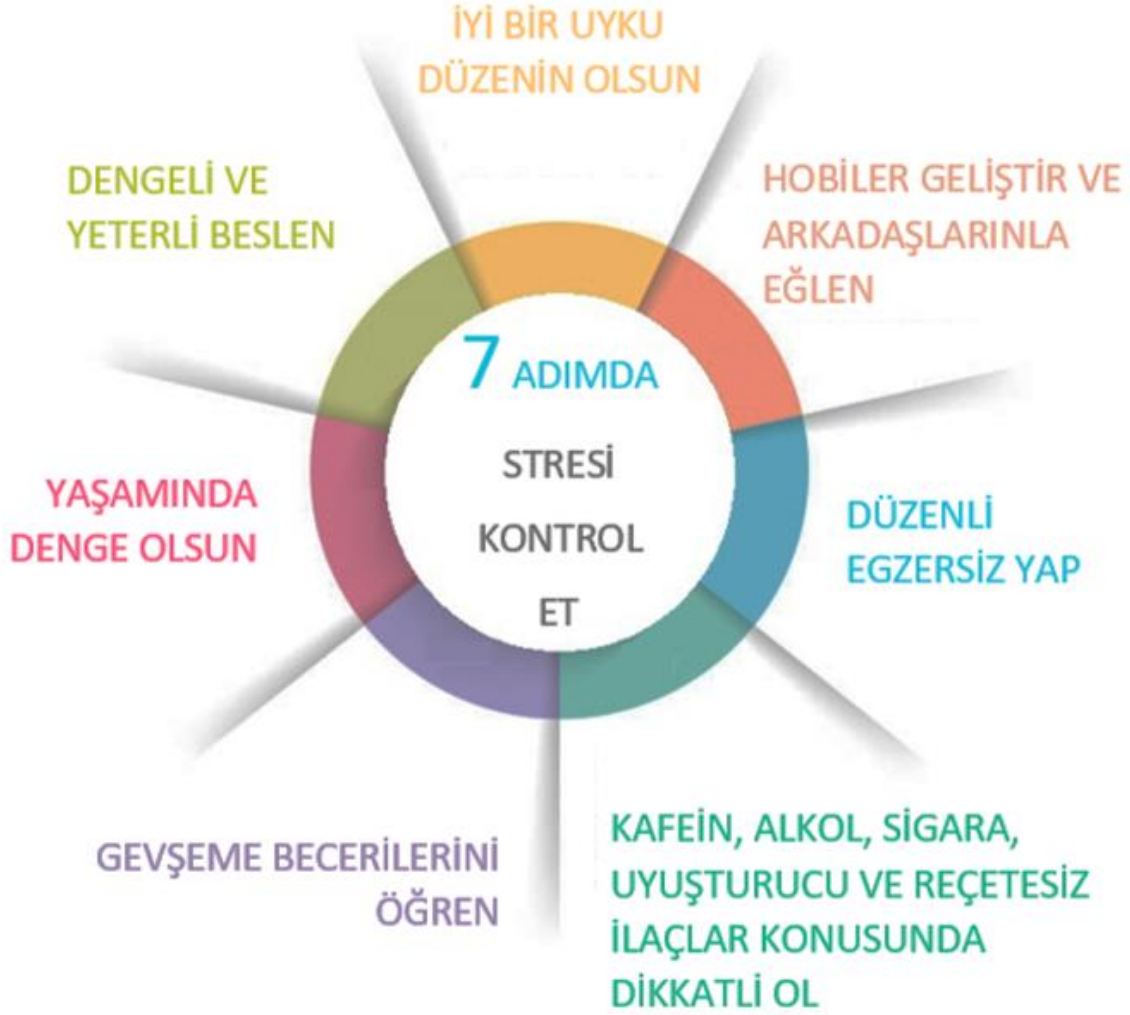 İYİ BİR UYKU
DÜZENİN OLSUN
HOBİLER GELİŞTİR VE
ARKADAŞLARINLA
EĞLEN
DÜZENLİ
EGZERSİZ YAP
KAFEİN, ALKOL, SİGARA,
UYUŞTURUCU VE REÇETESİZ
İLAÇLAR KONUSUNDA
DİKKATLİ OL
GEVŞEME BECERİLERİNİ
ÖĞREN
YAŞAMINDA
DENGE OLSUN
DENGELİ VE
YETERLİ BESLEN
7 ADIMDA
STRESİ
KONTROL
ET